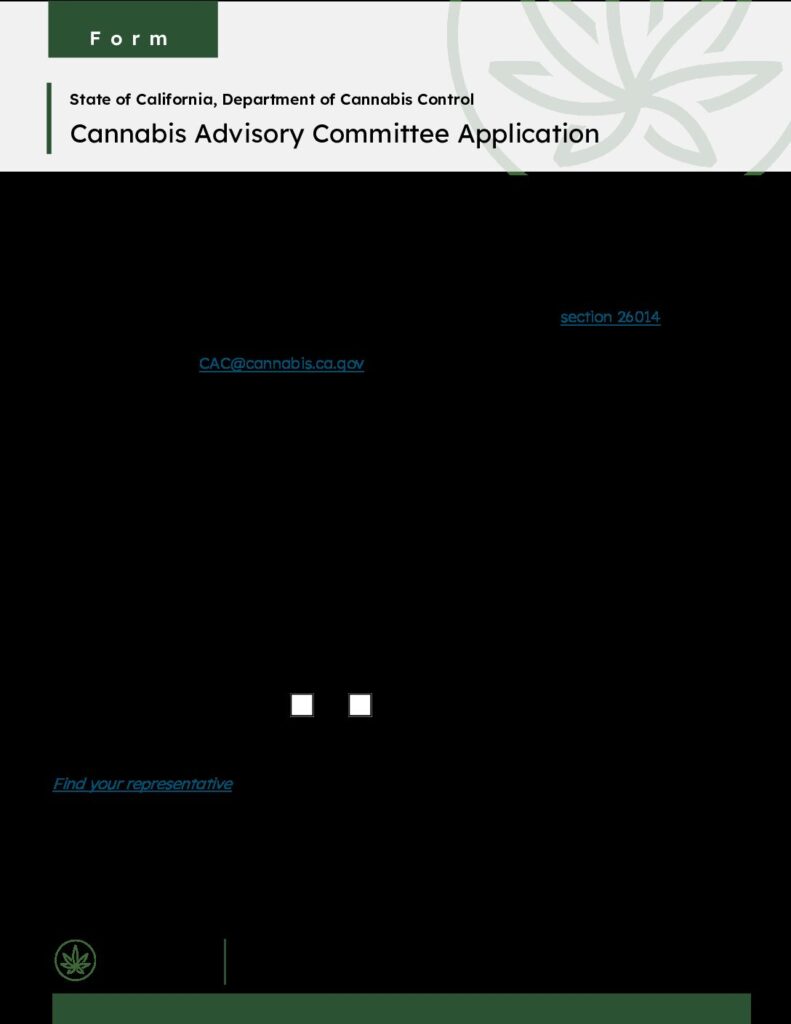 Form
State of California, Department of Cannabis Control
Cannabis Advisory Committee Application
section 26014
CAC@cannabis.ca.gov
Find your representative